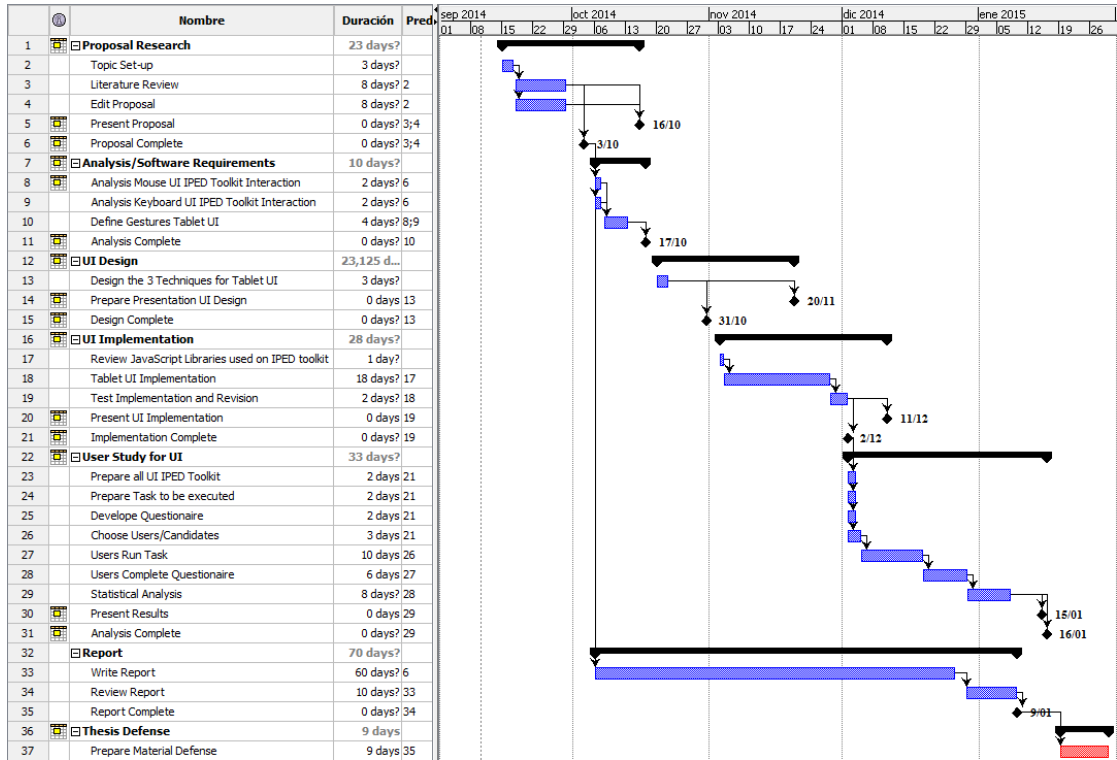 Nombre Duración Pred sep 2014 oct 2014 nov 2014 dic 2014 ene 2015
01 08 15 22 29 06 13 20 27 03 10 17 24 01 08 15 22 29 05 12 19 26
1 Proposal Research 23 days?
2 Topic Set-up 3 days?
3 Literature Review 8 days? 2
4 Edit Proposal 8 days? 2
5 Present Proposal 0 days? 3;4 16/10
6 Proposal Complete 0 days? 3;4 3/10
7 Analysis/Software Requirements 10 days?
8 Analysis Mouse UI IPED Toolkit Interaction 2 days? 6
9 Analysis Keyboard UI IPED Toolkit Interaction 2 days? 6
10 Define Gestures Tablet UI 4 days? 8;9
11 Analysis Complete 0 days? 10 17/10
12 UI Design 23,125 d...
13 Design the 3 Techniques for Tablet UI 3 days?
14 Prepare Presentation UI Design 0 days 13 20/11
15 Design Complete 0 days? 13 31/10
16 UI Implementation 28 days?
17 Review JavaScript Libraries used on IPED toolkit 1 day?
18 Tablet UI Implementation 18 days? 17
19 Test Implementation and Revision 2 days? 18
20 Present UI Implementation 0 days 19 11/12
21 Implementation Complete 0 days? 19 2/12
22 User Study for UI 33 days?
23 Prepare all UI IPED Toolkit 2 days 21
24 Prepare Task to be executed 2 days 21
25 Develope Questionaire 2 days 21
26 Choose Users/Candidates 3 days 21
27 Users Run Task 10 days 26
28 Users Complete Questionaire 6 days 27
29 Statistical Analysis 8 days? 28
30 Present Results 0 days 29 15/01
31 Analysis Complete 0 days? 29 16/01
32 Report 70 days?
33 Write Report 60 days? 6
34 Review Report 10 days? 33
35 Report Complete 0 days? 34 9/01
36 Thesis Defense 9 days
37 Prepare Material Defense 9 days 35